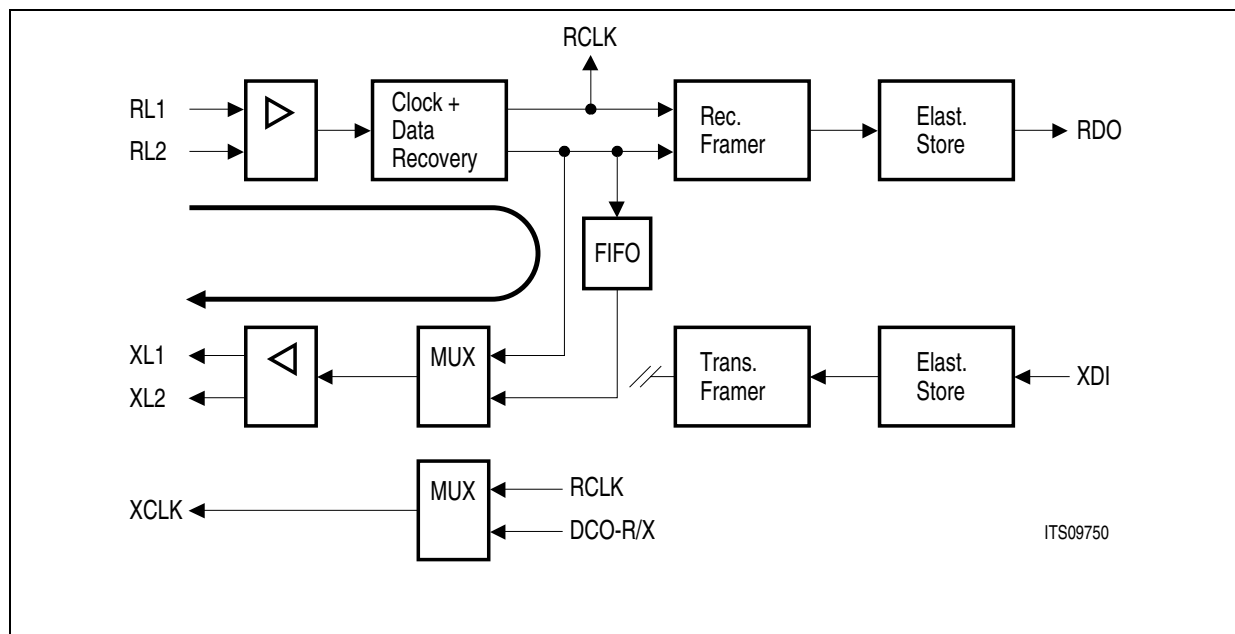 RCLK
RL1
RL2
Clock +
Data
Recovery
Rec.
Framer
Elast.
Store
RDO
FIFO
XL1
XL2
MUX
Trans.
Framer
Elast.
Store
XDI
XCLK
MUX
RCLK
DCO-R/X
ITS09750